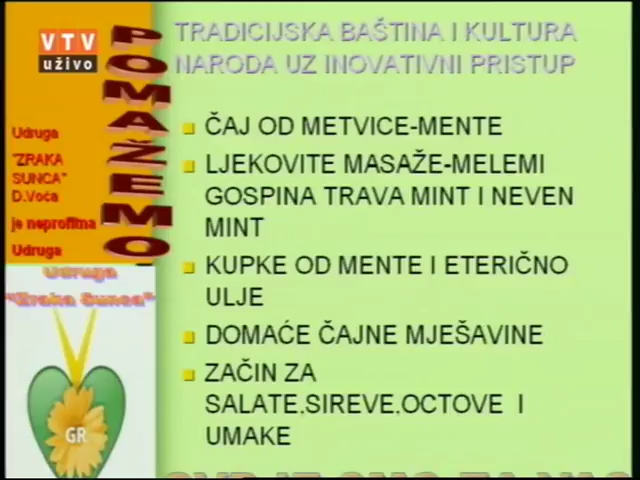 VTV
uživo
POMAŽEMO
Udruga
"ZRAKA
SUNCA"
D.Voća
je neprofitna
Udruga
Udruga
"Zraka Sunca"
GR
TRADICIJSKA BAŠTINA I KULTURA
NARODA UZ INOVATIVNI PRISTUP
ČAJ OD METVICE-MENTE
LJEKOVITE MASAŽE-MELEMI
GOSPINA TRAVA MINT I NEVEN
MINT
KUPKE OD MENTE I ETERIČNO
ULJE
DOMAĆE ČAJNE MJEŠAVINE
ZAČIN ZA
SALATE.SIREVE.OCTOVE I
UMAKE